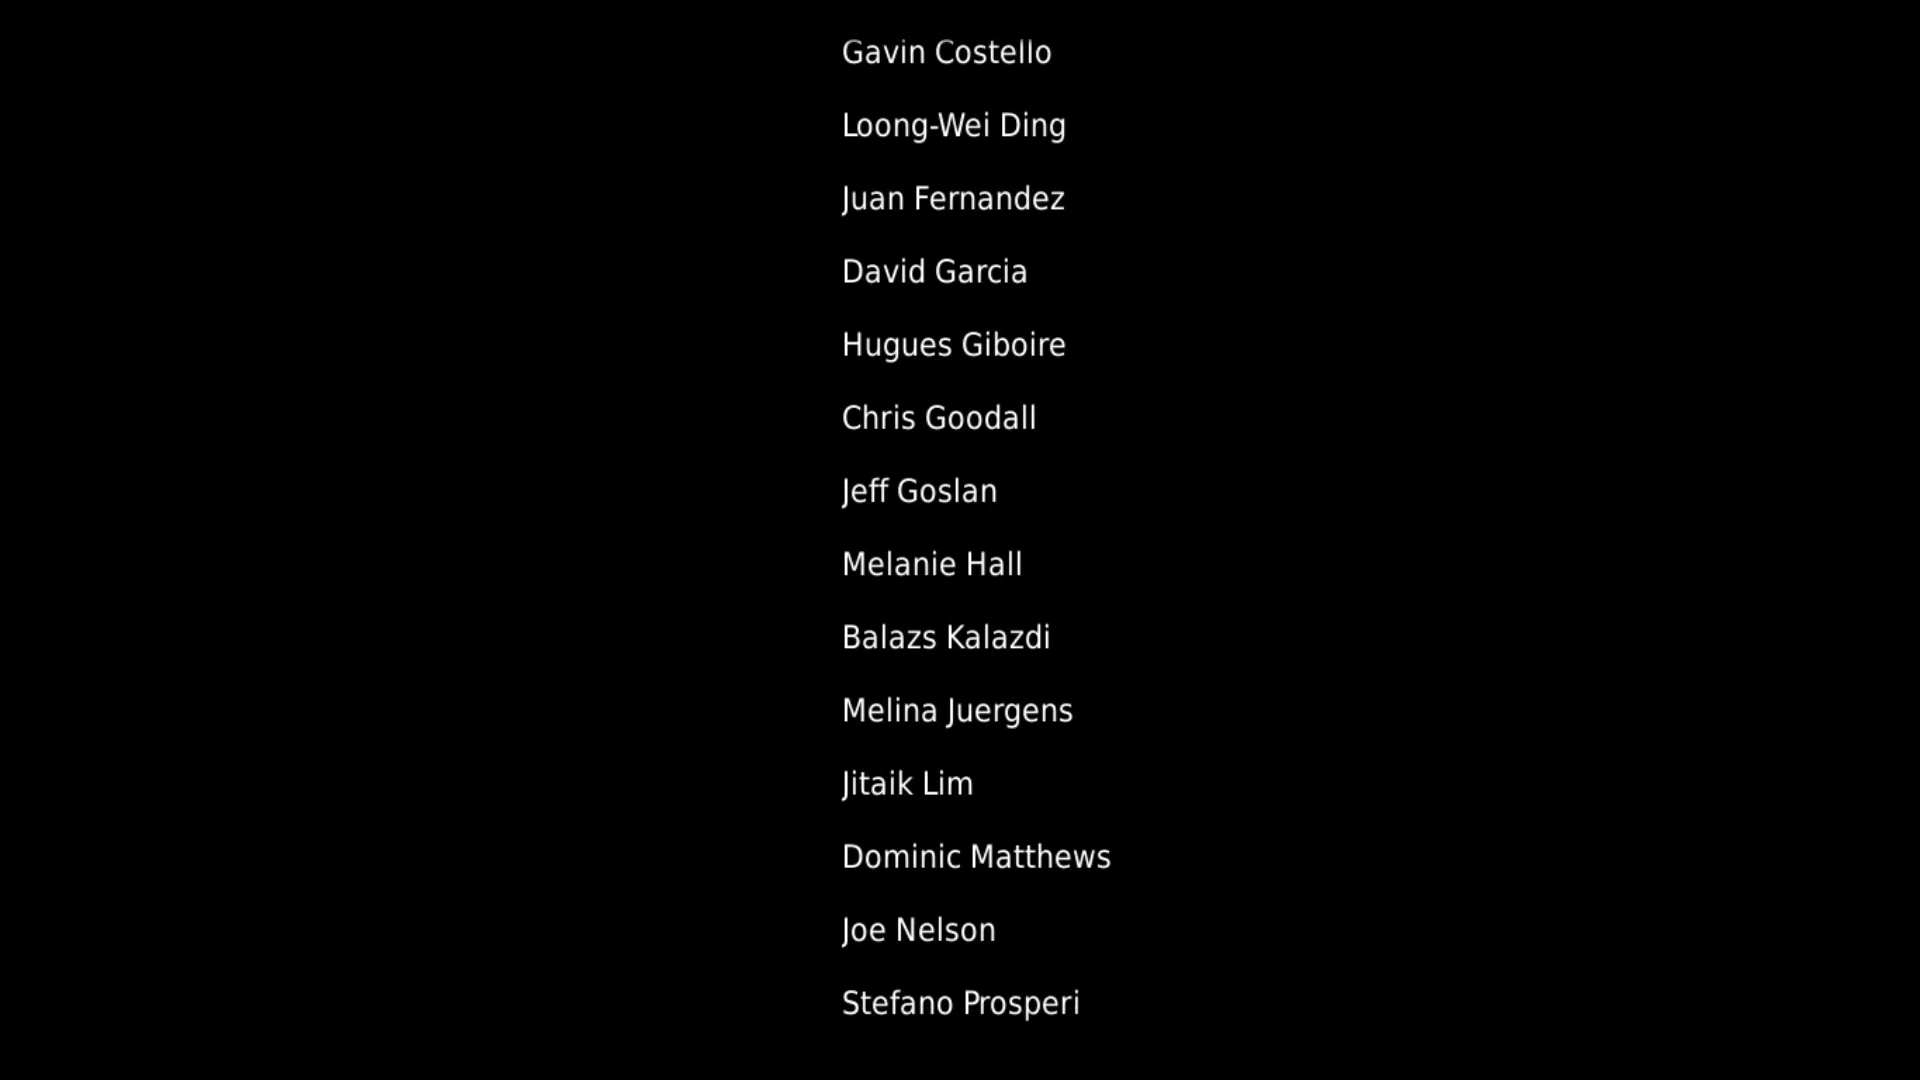 Gavin Costello
Loong-Wei Ding
Juan Fernandez
David Garcia
Hugues Giboire
Chris Goodall
Jeff Goslan
Melanie Hall
Balazs Kalazdi
Melina Juergens
Jitaik Lim
Dominic Matthews
Joe Nelson
Stefano Prosperi